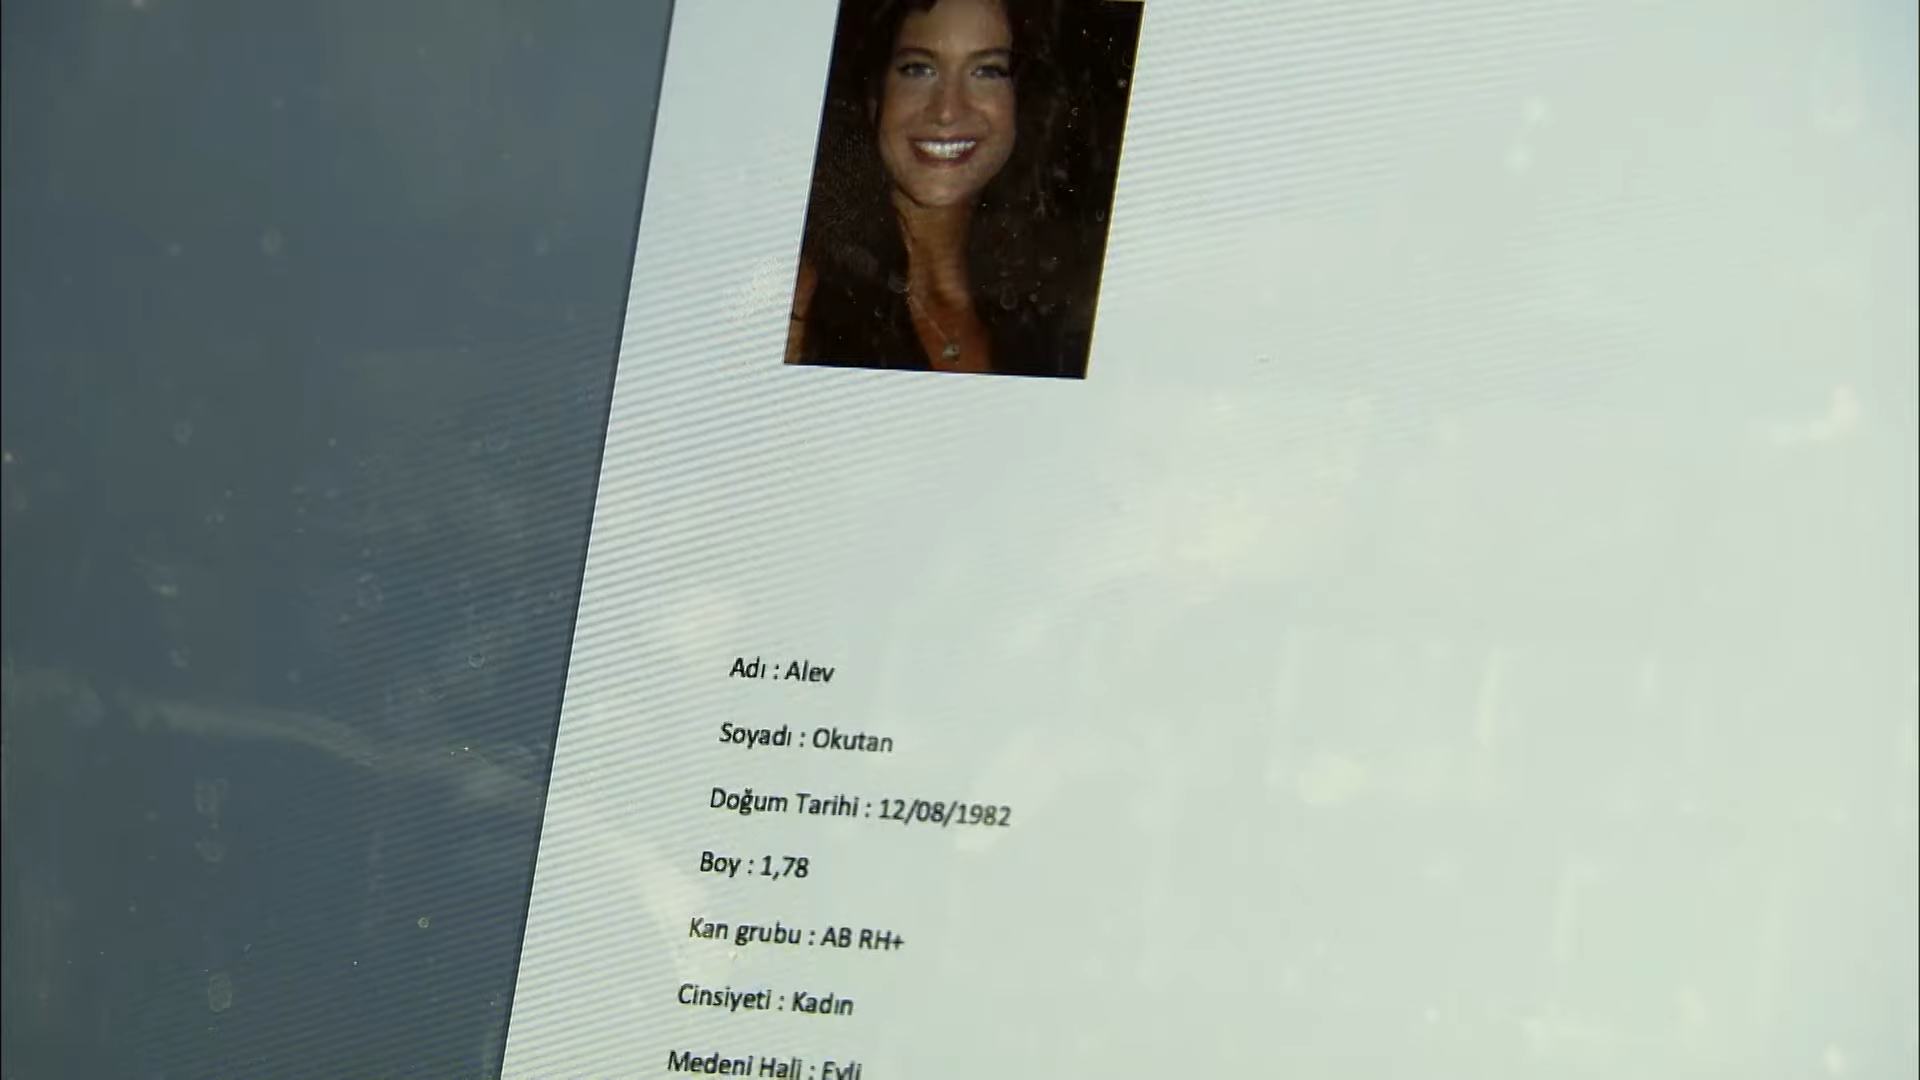 Adı : Alev
Soyadı : Okutan
Doğum Tarihi : 12/08/1982
Boy : 1,78
Kan grubu : AB RH+
Cinsiyeti : Kadın
Medeni Hali : Evli